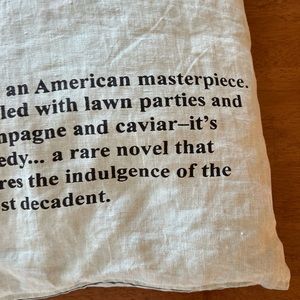 an American masterpiece.
led with lawn parties and
mpagne and caviar–it's
edy... a rare novel that
res the indulgence of the
st decadent.